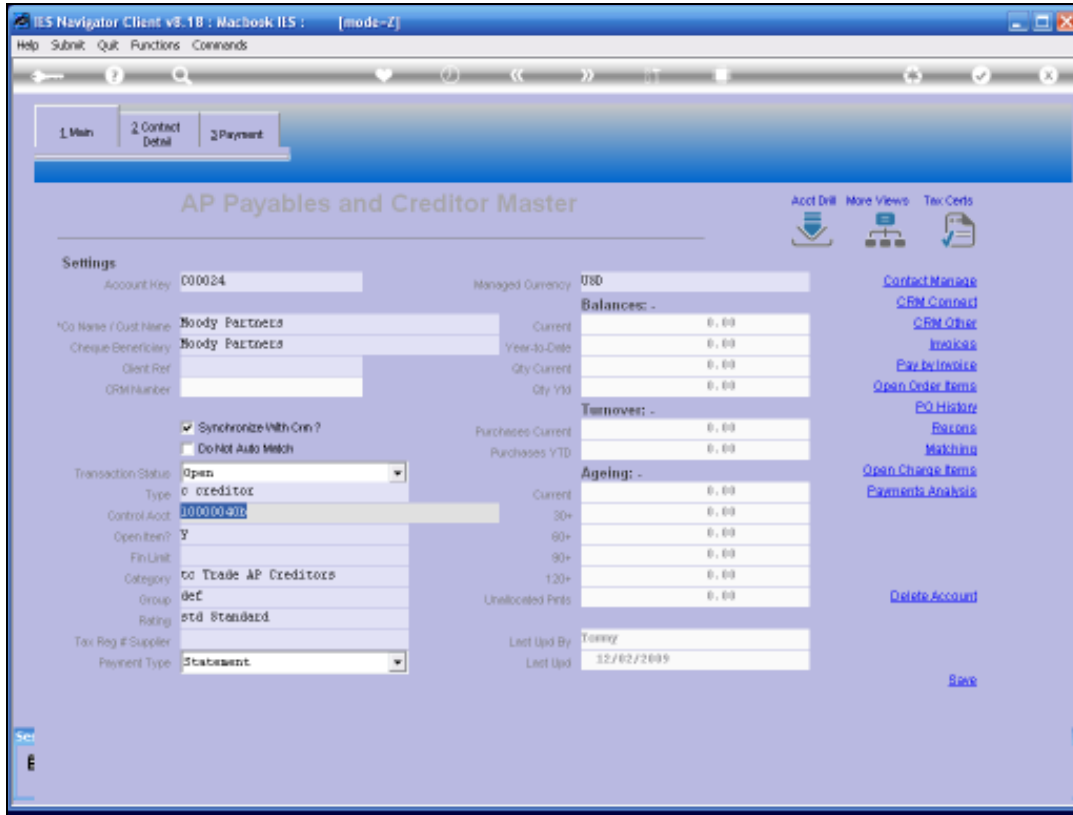 IES Navigator Client v8.18 : Macbook IES : [mode-Z]
Help Submit Quit Functions Commands
1 Main 2 Contact Detail 3 Payment
AP Payables and Creditor Master
Acct Drill More Views Tax Certs
Settings
Account Key C00024 Managed Currency USD Contact Manage
Balances: - CRM Connect
*Co Name / Cust Name Moody Partners Current 0.00 CRM Other
Cheque Beneficiary Moody Partners Year-to-Date 0.00 Invoices
Client Ref Qty Current 0.00 Pay by Invoice
CRM Number Qty Ytd 0.00 Open Order Items
Turnover: - PO History
Synchronize With Crm ? Purchases Current 0.00 Recons
Do Not Auto Match Purchases YTD 0.00 Matching
Transaction Status Open Ageing: - Open Charge Items
Type c creditor Current 0.00 Payments Analysis
Control Acct 10000040b 30+ 0.00
Open Item? Y 60+ 0.00
Fin Limit 90+ 0.00
Category tc Trade AP Creditors 120+ 0.00
Group def Unallocated Pmts 0.00 Delete Account
Rating std Standard
Tax Reg # Supplier Last Upd By Tommy
Payment Type Statement Last Upd 12/02/2009
Save